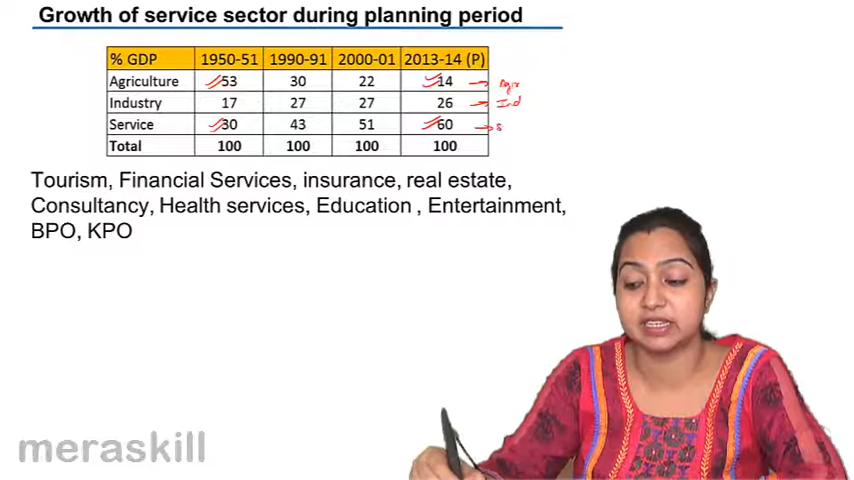 Growth of service sector during planning period
% GDP 1950-51 1990-91 2000-01 2013-14 (P)
Agriculture 53 30 22 14 Agir
Industry 17 27 27 26 Ind
Service 30 43 51 60 s
Total 100 100 100 100
Tourism, Financial Services, insurance, real estate,
Consultancy, Health services, Education , Entertainment,
BPO, KPO
meraskill